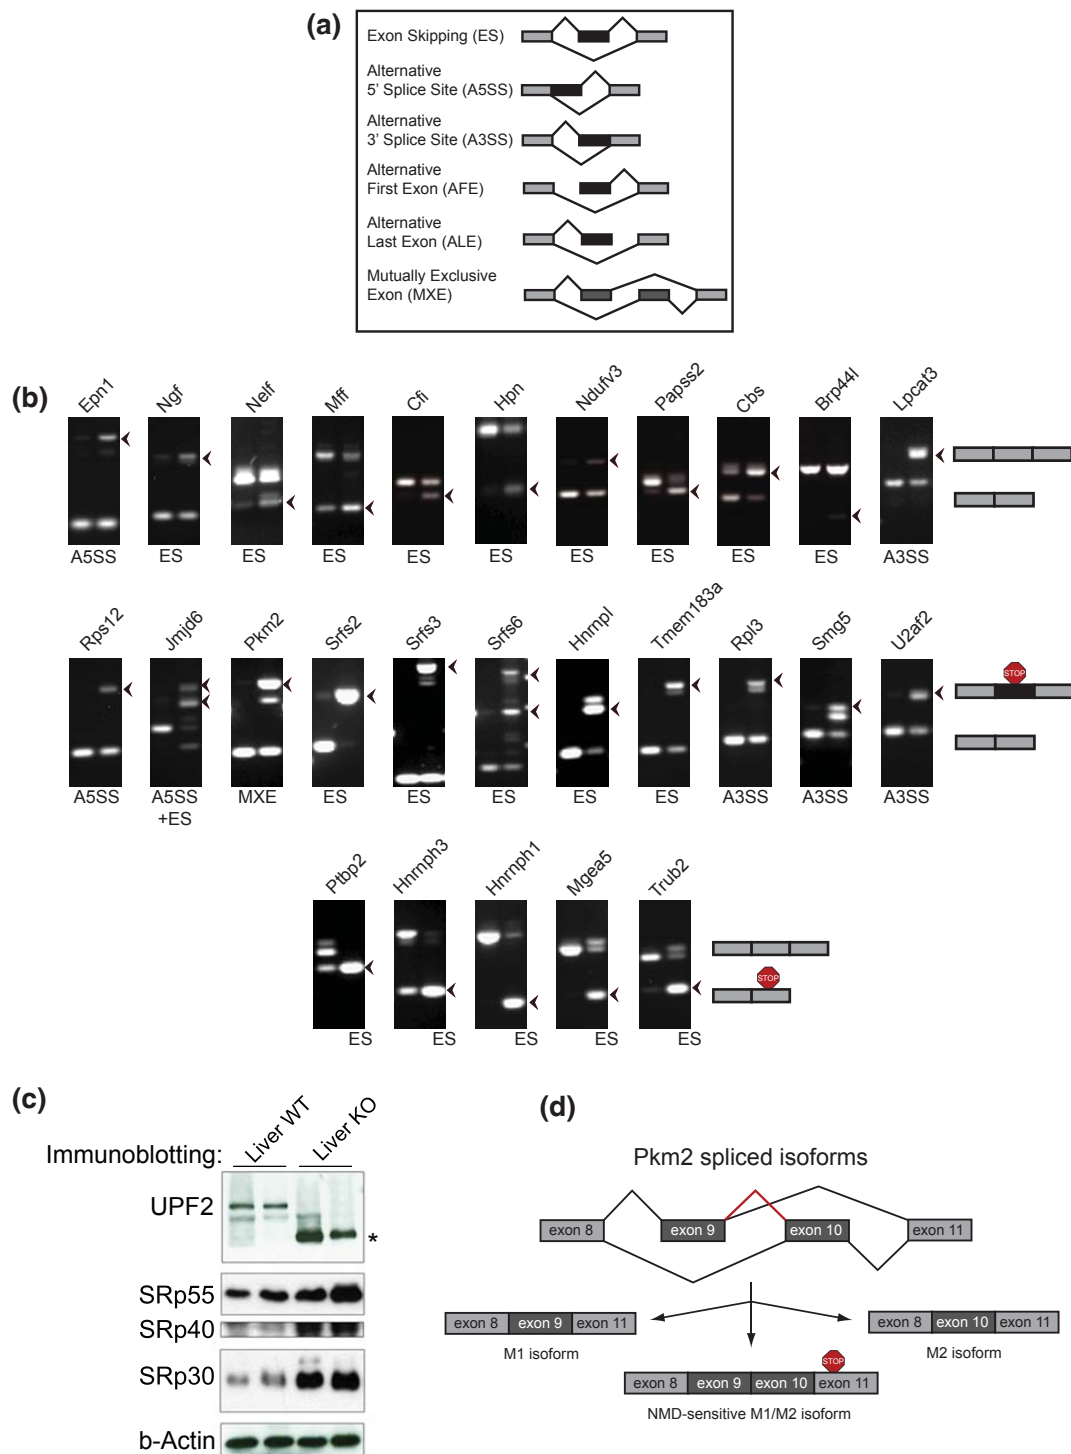 (a)
Exon Skipping (ES)
Alternative
5' Splice Site (A5SS)
Alternative
3' Splice Site (A3SS)
Alternative
First Exon (AFE)
Alternative
Last Exon (ALE)
Mutually Exclusive
Exon (MXE)
(b)
Epn1 Ngf Nelf Mff Cfi Hpn Ndufv3 Papss2 Cbs Brp44l Lpcat3
A5SS ES ES ES ES ES ES ES ES ES A3SS
Rps12 Jmjd6 Pkm2 Srfs2 Srfs3 Srfs6 Hnrnpl Tmem183a Rpl3 Smg5 U2af2
STOP
A5SS A5SS MXE ES ES ES ES ES A3SS A3SS A3SS
+ES
Ptbp2 Hnrnph3 Hnrnph1 Mgea5 Trub2
STOP
ES ES ES ES ES
(c)
Immunoblotting: Liver WT Liver KO
UPF2
*
SRp55
SRp40
SRp30
b-Actin
(d)
Pkm2 spliced isoforms
exon 8 exon 9 exon 10 exon 11
exon 8 exon 9 exon 11
M1 isoform
exon 8 exon 10 exon 11
M2 isoform
STOP
exon 8 exon 9 exon 10 exon 11
NMD-sensitive M1/M2 isoform